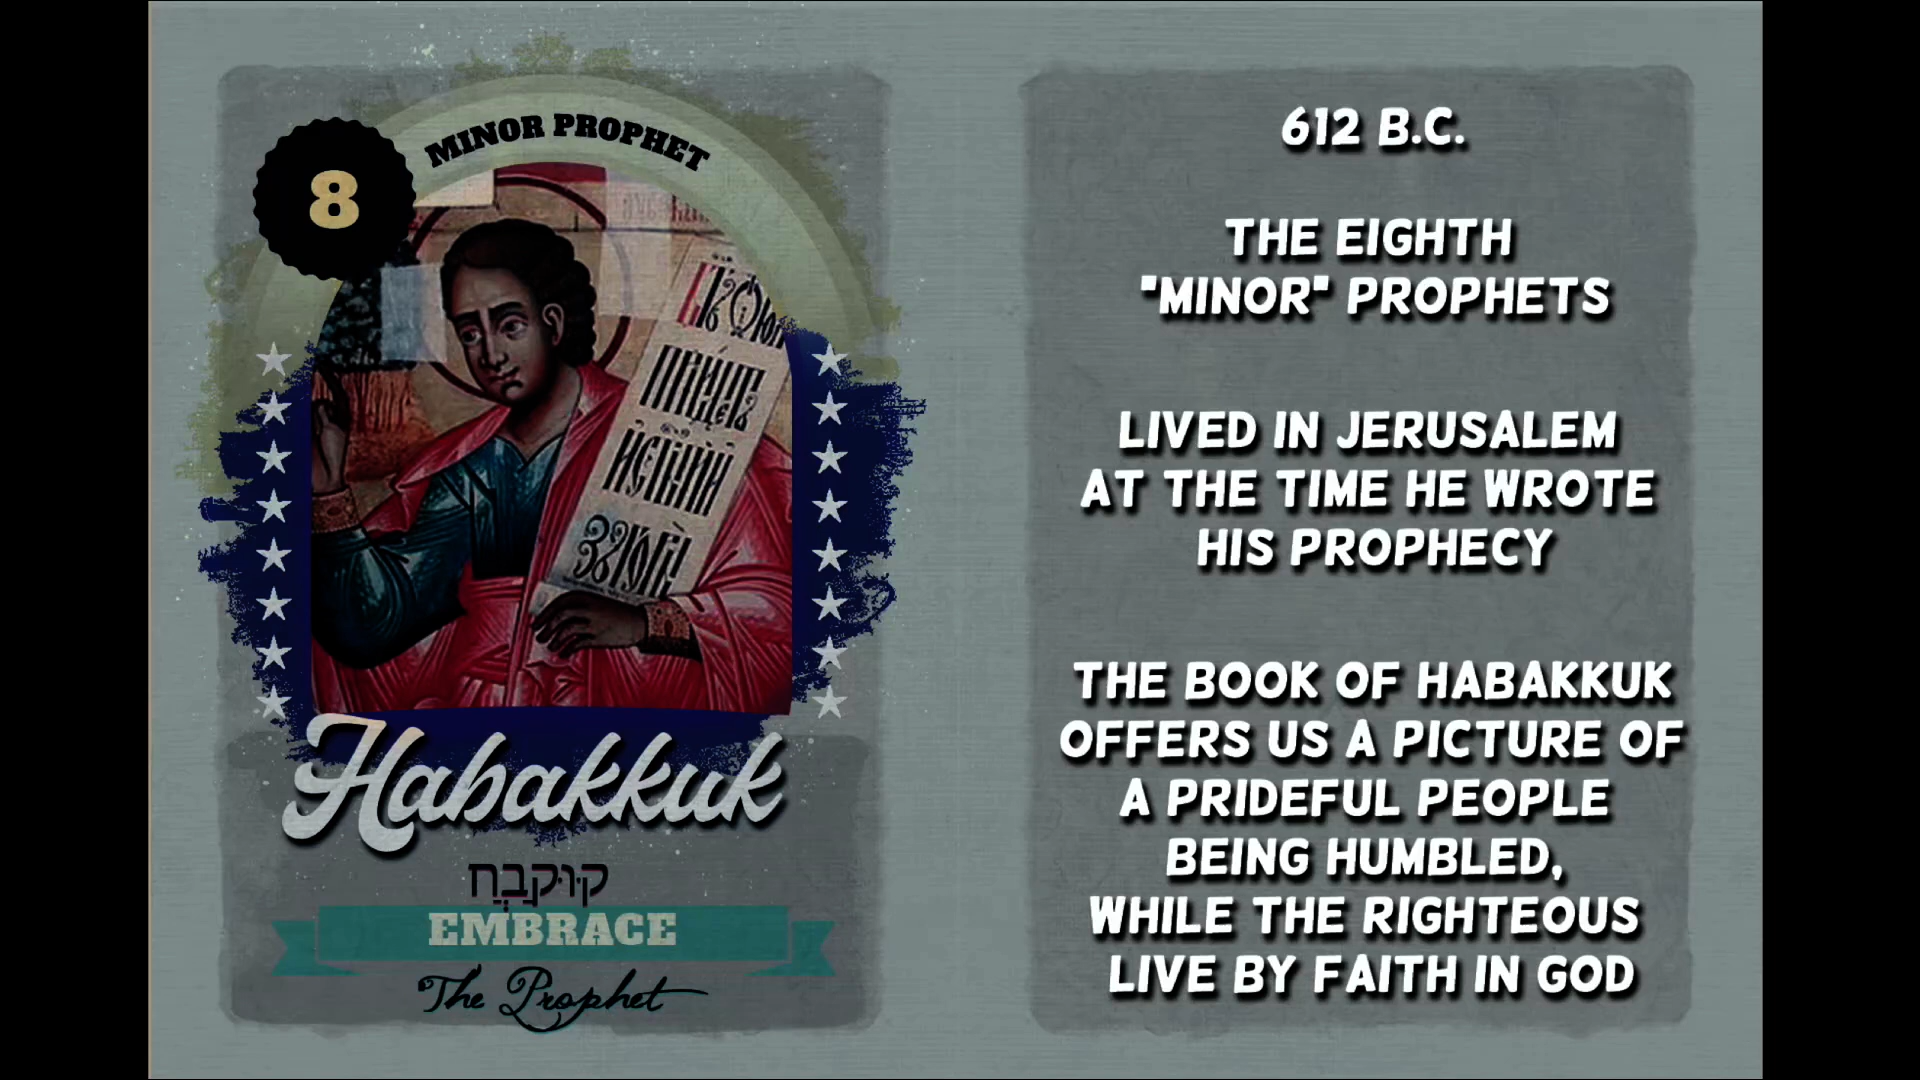 8
MINOR PROPHET
Habakkuk
קוּקּבַחֲ
EMBRACE
The Prophet
612 B.C.
THE EIGHTH
"MINOR" PROPHETS
LIVED IN JERUSALEM
AT THE TIME HE WROTE
HIS PROPHECY
THE BOOK OF HABAKKUK
OFFERS US A PICTURE OF
A PRIDEFUL PEOPLE
BEING HUMBLED,
WHILE THE RIGHTEOUS
LIVE BY FAITH IN GOD